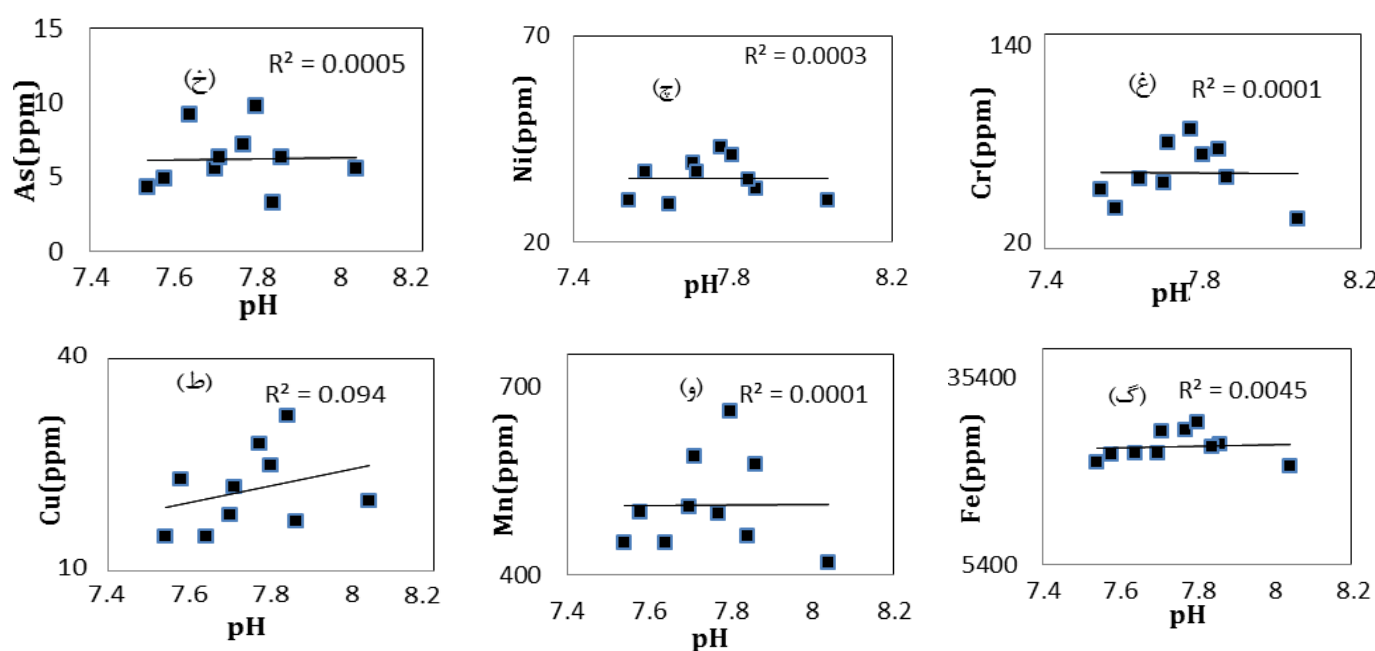 15
10
5
0
7.4 7.6 7.8 8 8.2
As(ppm)
pH
(خ)
R² = 0.0005
70
20
7.4 7.8 8.2
Ni(ppm)
pH
(چ)
R² = 0.0003
140
20
7.4 7.8 8.2
Cr(ppm)
pH
(غ)
R² = 0.0001
40
10
7.4 7.6 7.8 8 8.2
Cu(ppm)
pH
(ط)
R² = 0.094
700
400
7.4 7.6 7.8 8 8.2
Mn(ppm)
pH
(و)
R² = 0.0001
35400
5400
7.4 7.6 7.8 8 8.2
Fe(ppm)
pH
(گ)
R² = 0.0045